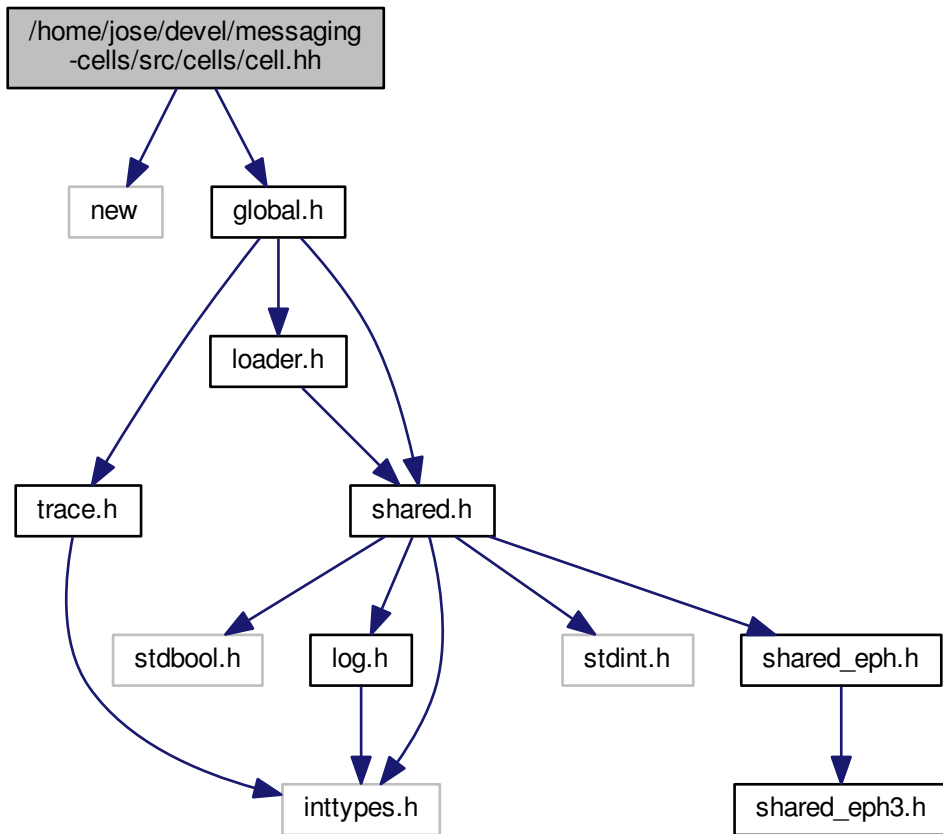 /home/jose/devel/messaging
-cells/src/cells/cell.hh
new
global.h
loader.h
trace.h
shared.h
stdbool.h
log.h
stdint.h
shared_eph.h
inttypes.h
shared_eph3.h